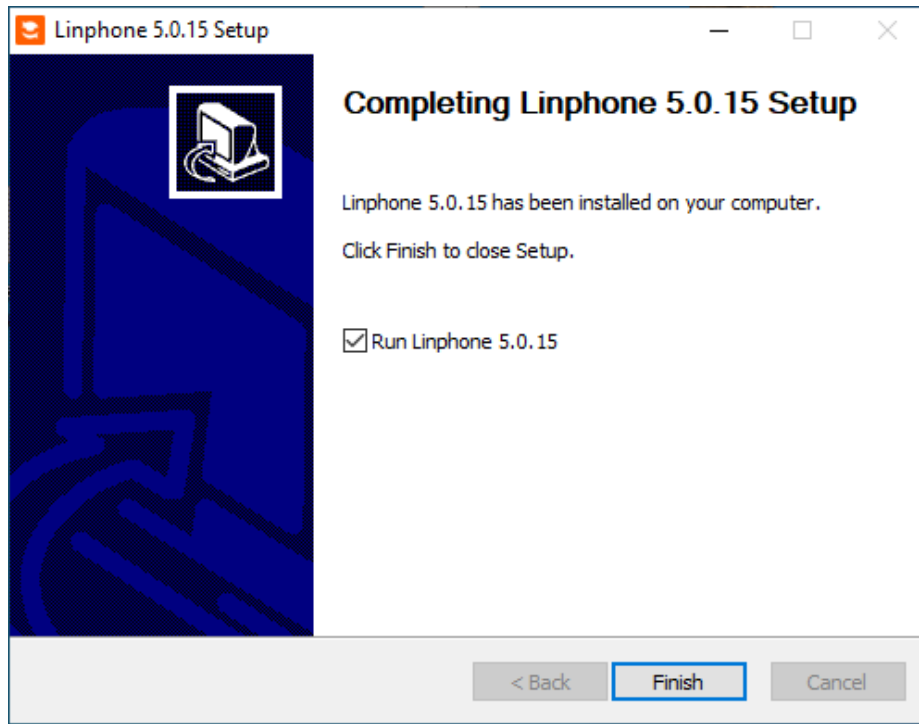 Linphone 5.0.15 Setup
Completing Linphone 5.0.15 Setup
Linphone 5.0.15 has been installed on your computer.
Click Finish to close Setup.
Run Linphone 5.0.15
< Back Finish Cancel